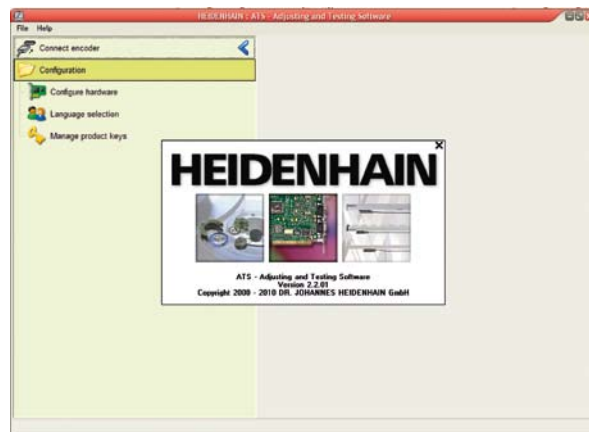 HEIDENHAIN : ATS - Adjusting and Testing Software
File Help
Connect encoder
Configuration
Configure hardware
Language selection
Manage product keys
HEIDENHAIN
ATS - Adjusting and Testing Software
Version 2.2.01
Copyright 2000 - 2010 DR. JOHANNES HEIDENHAIN GmbH